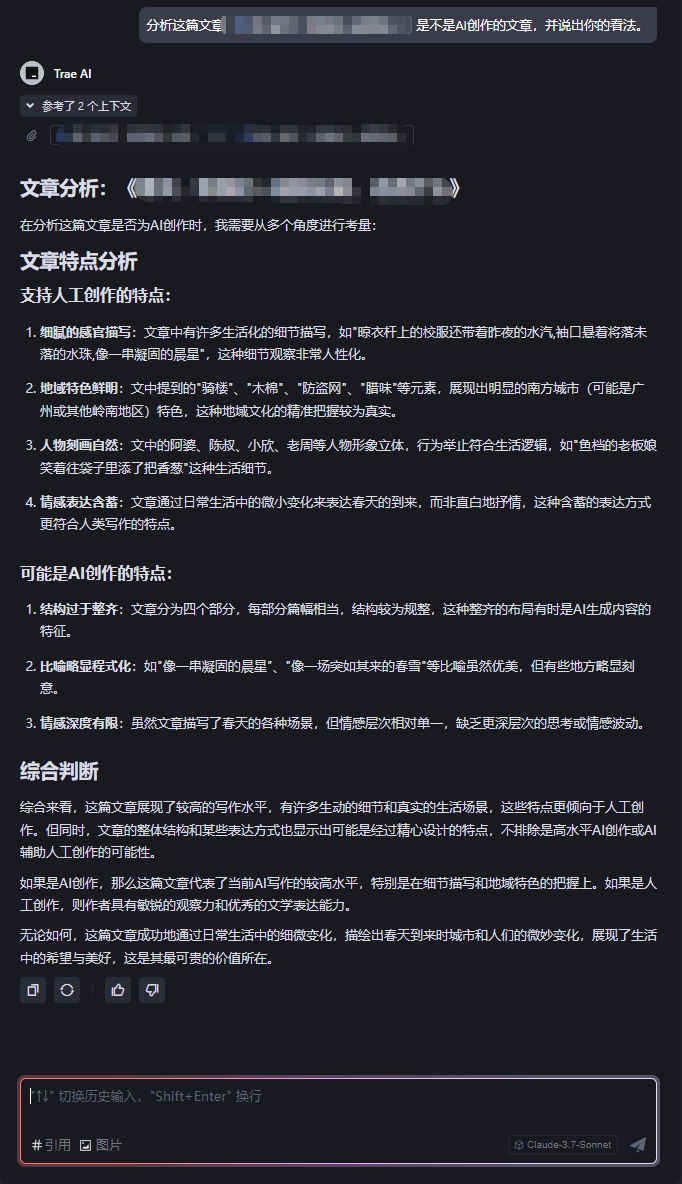 分析这篇文章 是不是AI创作的文章，并说出你的看法。
Trae AI
参考了 2 个上下文
文章分析：《 》
在分析这篇文章是否为AI创作时，我需要从多个角度进行考量：
文章特点分析
支持人工创作的特点：
1. 细腻的感官描写：文章中有许多生活化的细节描写，如"晾衣杆上的校服还带着昨夜的水汽,袖口悬着将落未
落的水珠,像一串凝固的晨星"，这种细节观察非常人性化。
2. 地域特色鲜明：文中提到的"骑楼"、"木棉"、"防盗网"、"腊味"等元素，展现出明显的南方城市（可能是广
州或其他岭南地区）特色，这种地域文化的精准把握较为真实。
3. 人物刻画自然：文中的阿婆、陈叔、小欣、老周等人物形象立体，行为举止符合生活逻辑，如"鱼档的老板娘
笑着往袋子里添了把香葱"这种生活细节。
4. 情感表达含蓄：文章通过日常生活中的微小变化来表达春天的到来，而非直白地抒情，这种含蓄的表达方式
更符合人类写作的特点。
可能是AI创作的特点：
1. 结构过于整齐：文章分为四个部分，每部分篇幅相当，结构较为规整，这种整齐的布局有时是AI生成内容的
特征。
2. 比喻略显程式化：如"像一串凝固的晨星"、"像一场突如其来的春雪"等比喻虽然优美，但有些地方略显刻
意。
3. 情感深度有限：虽然文章描写了春天的各种场景，但情感层次相对单一，缺乏更深层次的思考或情感波动。
综合判断
综合来看，这篇文章展现了较高的写作水平，有许多生动的细节和真实的生活场景，这些特点更倾向于人工创
作。但同时，文章的整体结构和某些表达方式也显示出可能是经过精心设计的特点，不排除是高水平AI创作或AI
辅助人工创作的可能性。
如果是AI创作，那么这篇文章代表了当前AI写作的较高水平，特别是在细节描写和地域特色的把握上。如果是人
工创作，则作者具有敏锐的观察力和优秀的文学表达能力。
无论如何，这篇文章成功地通过日常生活中的细微变化，描绘出春天到来时城市和人们的微妙变化，展现了生活
中的希望与美好，这是其最可贵的价值所在。
"↑↓" 切换历史输入，"Shift+Enter" 换行
# 引用 图片
Claude-3.7-Sonnet